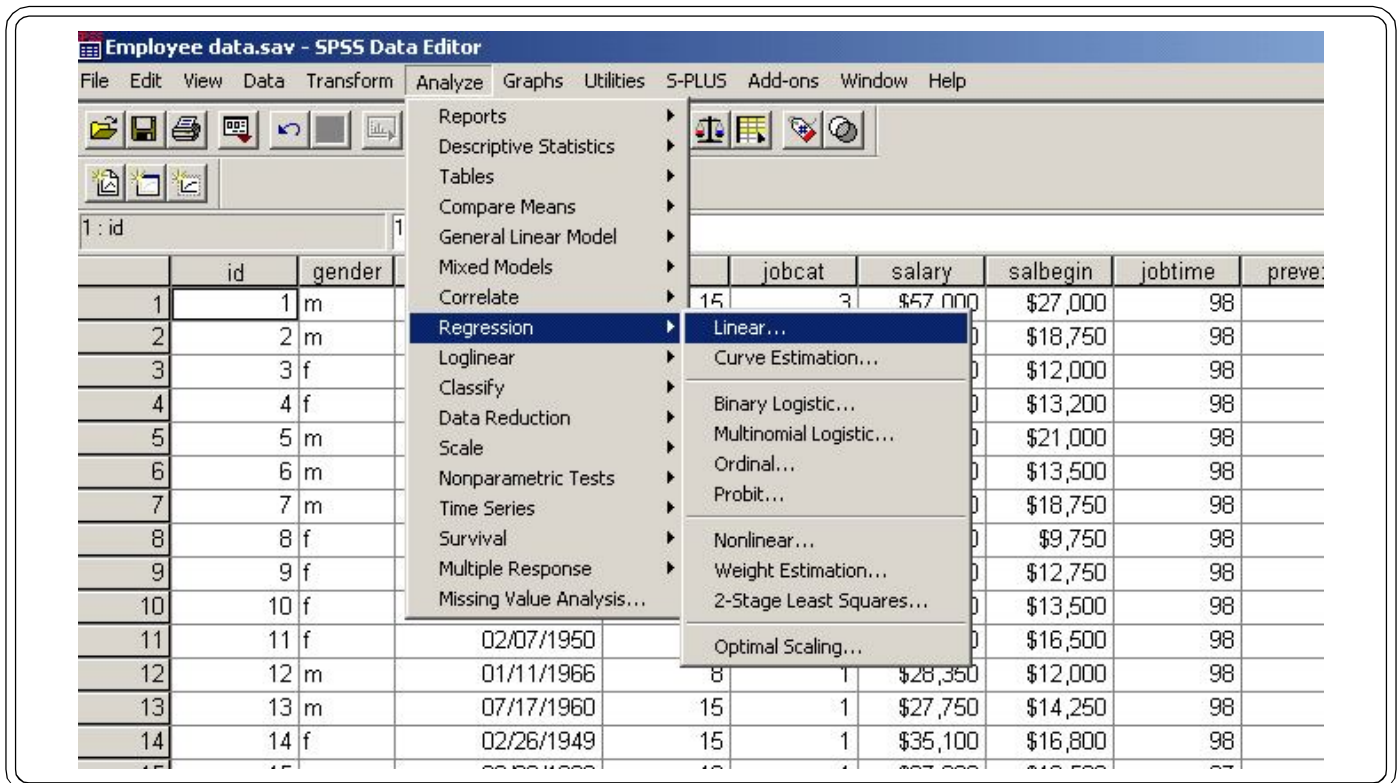 Employee data.sav - SPSS Data Editor
File Edit View Data Transform Analyze Graphs Utilities S-PLUS Add-ons Window Help
1 : id 1
Reports
Descriptive Statistics
Tables
Compare Means
General Linear Model
Mixed Models
Correlate
Regression
Loglinear
Classify
Data Reduction
Scale
Nonparametric Tests
Time Series
Survival
Multiple Response
Missing Value Analysis...
Linear...
Curve Estimation...
Binary Logistic...
Multinomial Logistic...
Ordinal...
Probit...
Nonlinear...
Weight Estimation...
2-Stage Least Squares...
Optimal Scaling...
id gender jobcat salary salbegin jobtime
1 1 m 15 3 $57,000 $27,000 98
2 2 m $18,750 98
3 3 f $12,000 98
4 4 f $13,200 98
5 5 m $21,000 98
6 6 m $13,500 98
7 7 m $18,750 98
8 8 f $9,750 98
9 9 f $12,750 98
10 10 f $13,500 98
11 11 f 02/07/1950 $16,500 98
12 12 m 01/11/1966 8 1 $28,350 $12,000 98
13 13 m 07/17/1960 15 1 $27,750 $14,250 98
14 14 f 02/26/1949 15 1 $35,100 $16,800 98